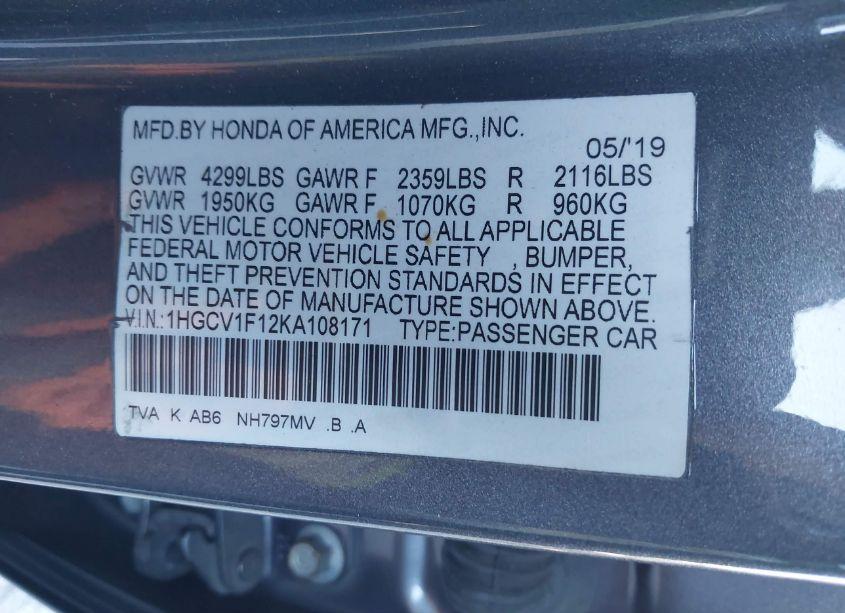 MFD.BY HONDA OF AMERICA MFG.,INC.
05/'19
GVWR 4299LBS GAWR F 2359LBS R 2116LBS
GVWR 1950KG GAWR F 1070KG R 960KG
THIS VEHICLE CONFORMS TO ALL APPLICABLE
FEDERAL MOTOR VEHICLE SAFETY , BUMPER,
AND THEFT PREVENTION STANDARDS IN EFFECT
ON THE DATE OF MANUFACTURE SHOWN ABOVE.
V.I.N.:1HGCV1F12KA108171 TYPE:PASSENGER CAR
TVA K AB6 NH797MV .B .A